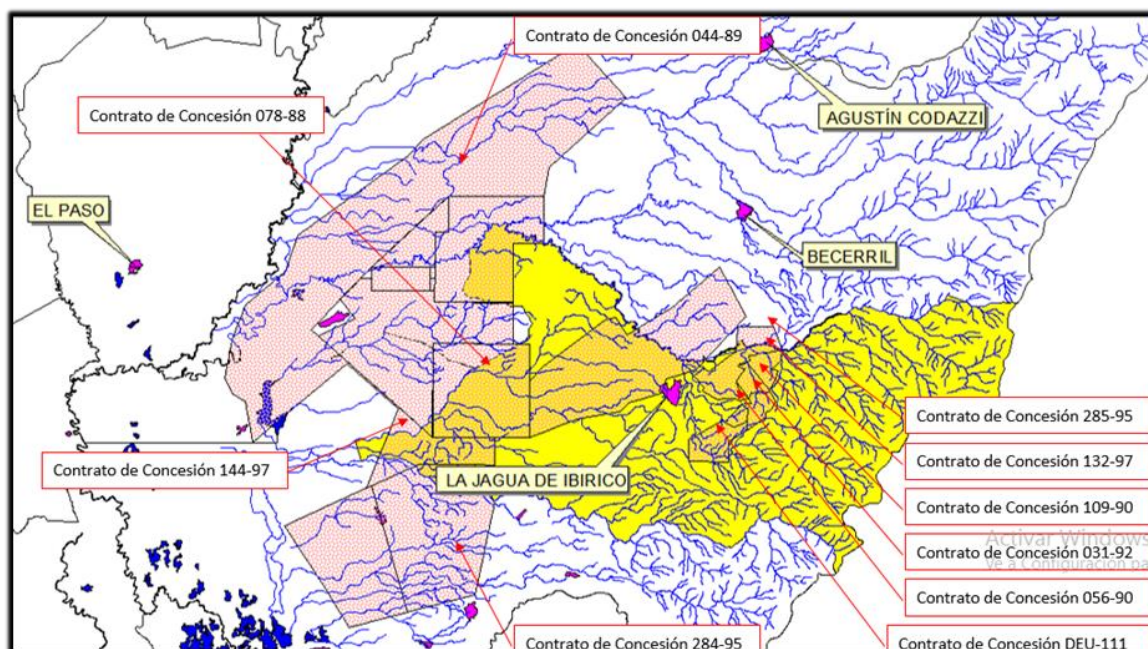 Contrato de Concesión 044-89
Contrato de Concesión 078-88
AGUSTÍN CODAZZI
EL PASO
BECERRIL
Contrato de Concesión 285-95
Contrato de Concesión 144-97
LA JAGUA DE IBIRICO
Contrato de Concesión 132-97
Contrato de Concesión 109-90
Activar Windows
Contrato de Concesión 031-92
Ve a Configuración pa
Contrato de Concesión 056-90
Contrato de Concesión 284-95
Contrato de Concesión DEU-111